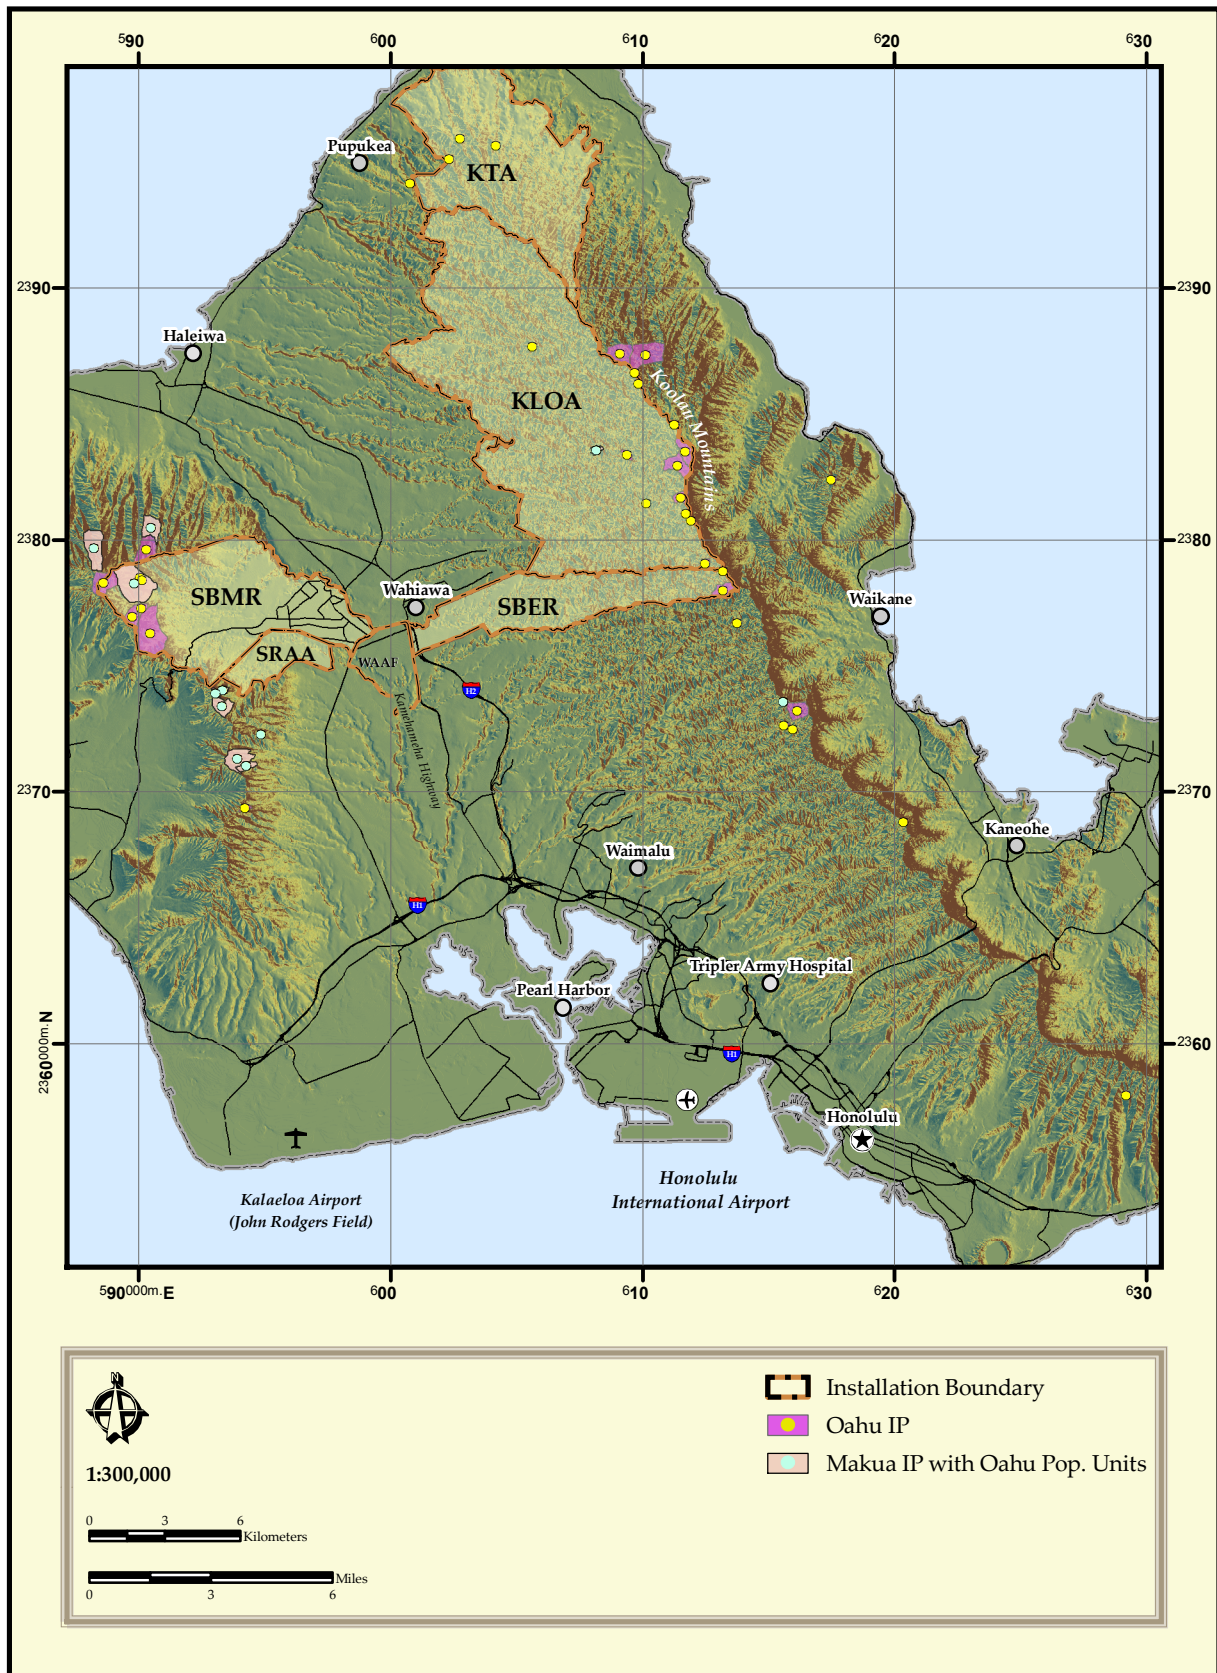 590 600 610 620 630
Pupukea
KTA
2390 2390
Haleiwa
KLOA
Koolau Mountains
2380 2380
SBMR
Wahiawa
SBER
Waikane
SRAA
WAAF
H2
Kamehameha Highway
2370 2370
Kaneohe
Waimalu
H1
Tripler Army Hospital
Pearl Harbor
2360000m.N 2360
H1
Honolulu
Honolulu
International Airport
Kalaeloa Airport
(John Rodgers Field)
590000m.E 600 610 620 630
N
Installation Boundary
Oahu IP
Makua IP with Oahu Pop. Units
1:300,000
0 3 6
Kilometers
Miles
0 3 6